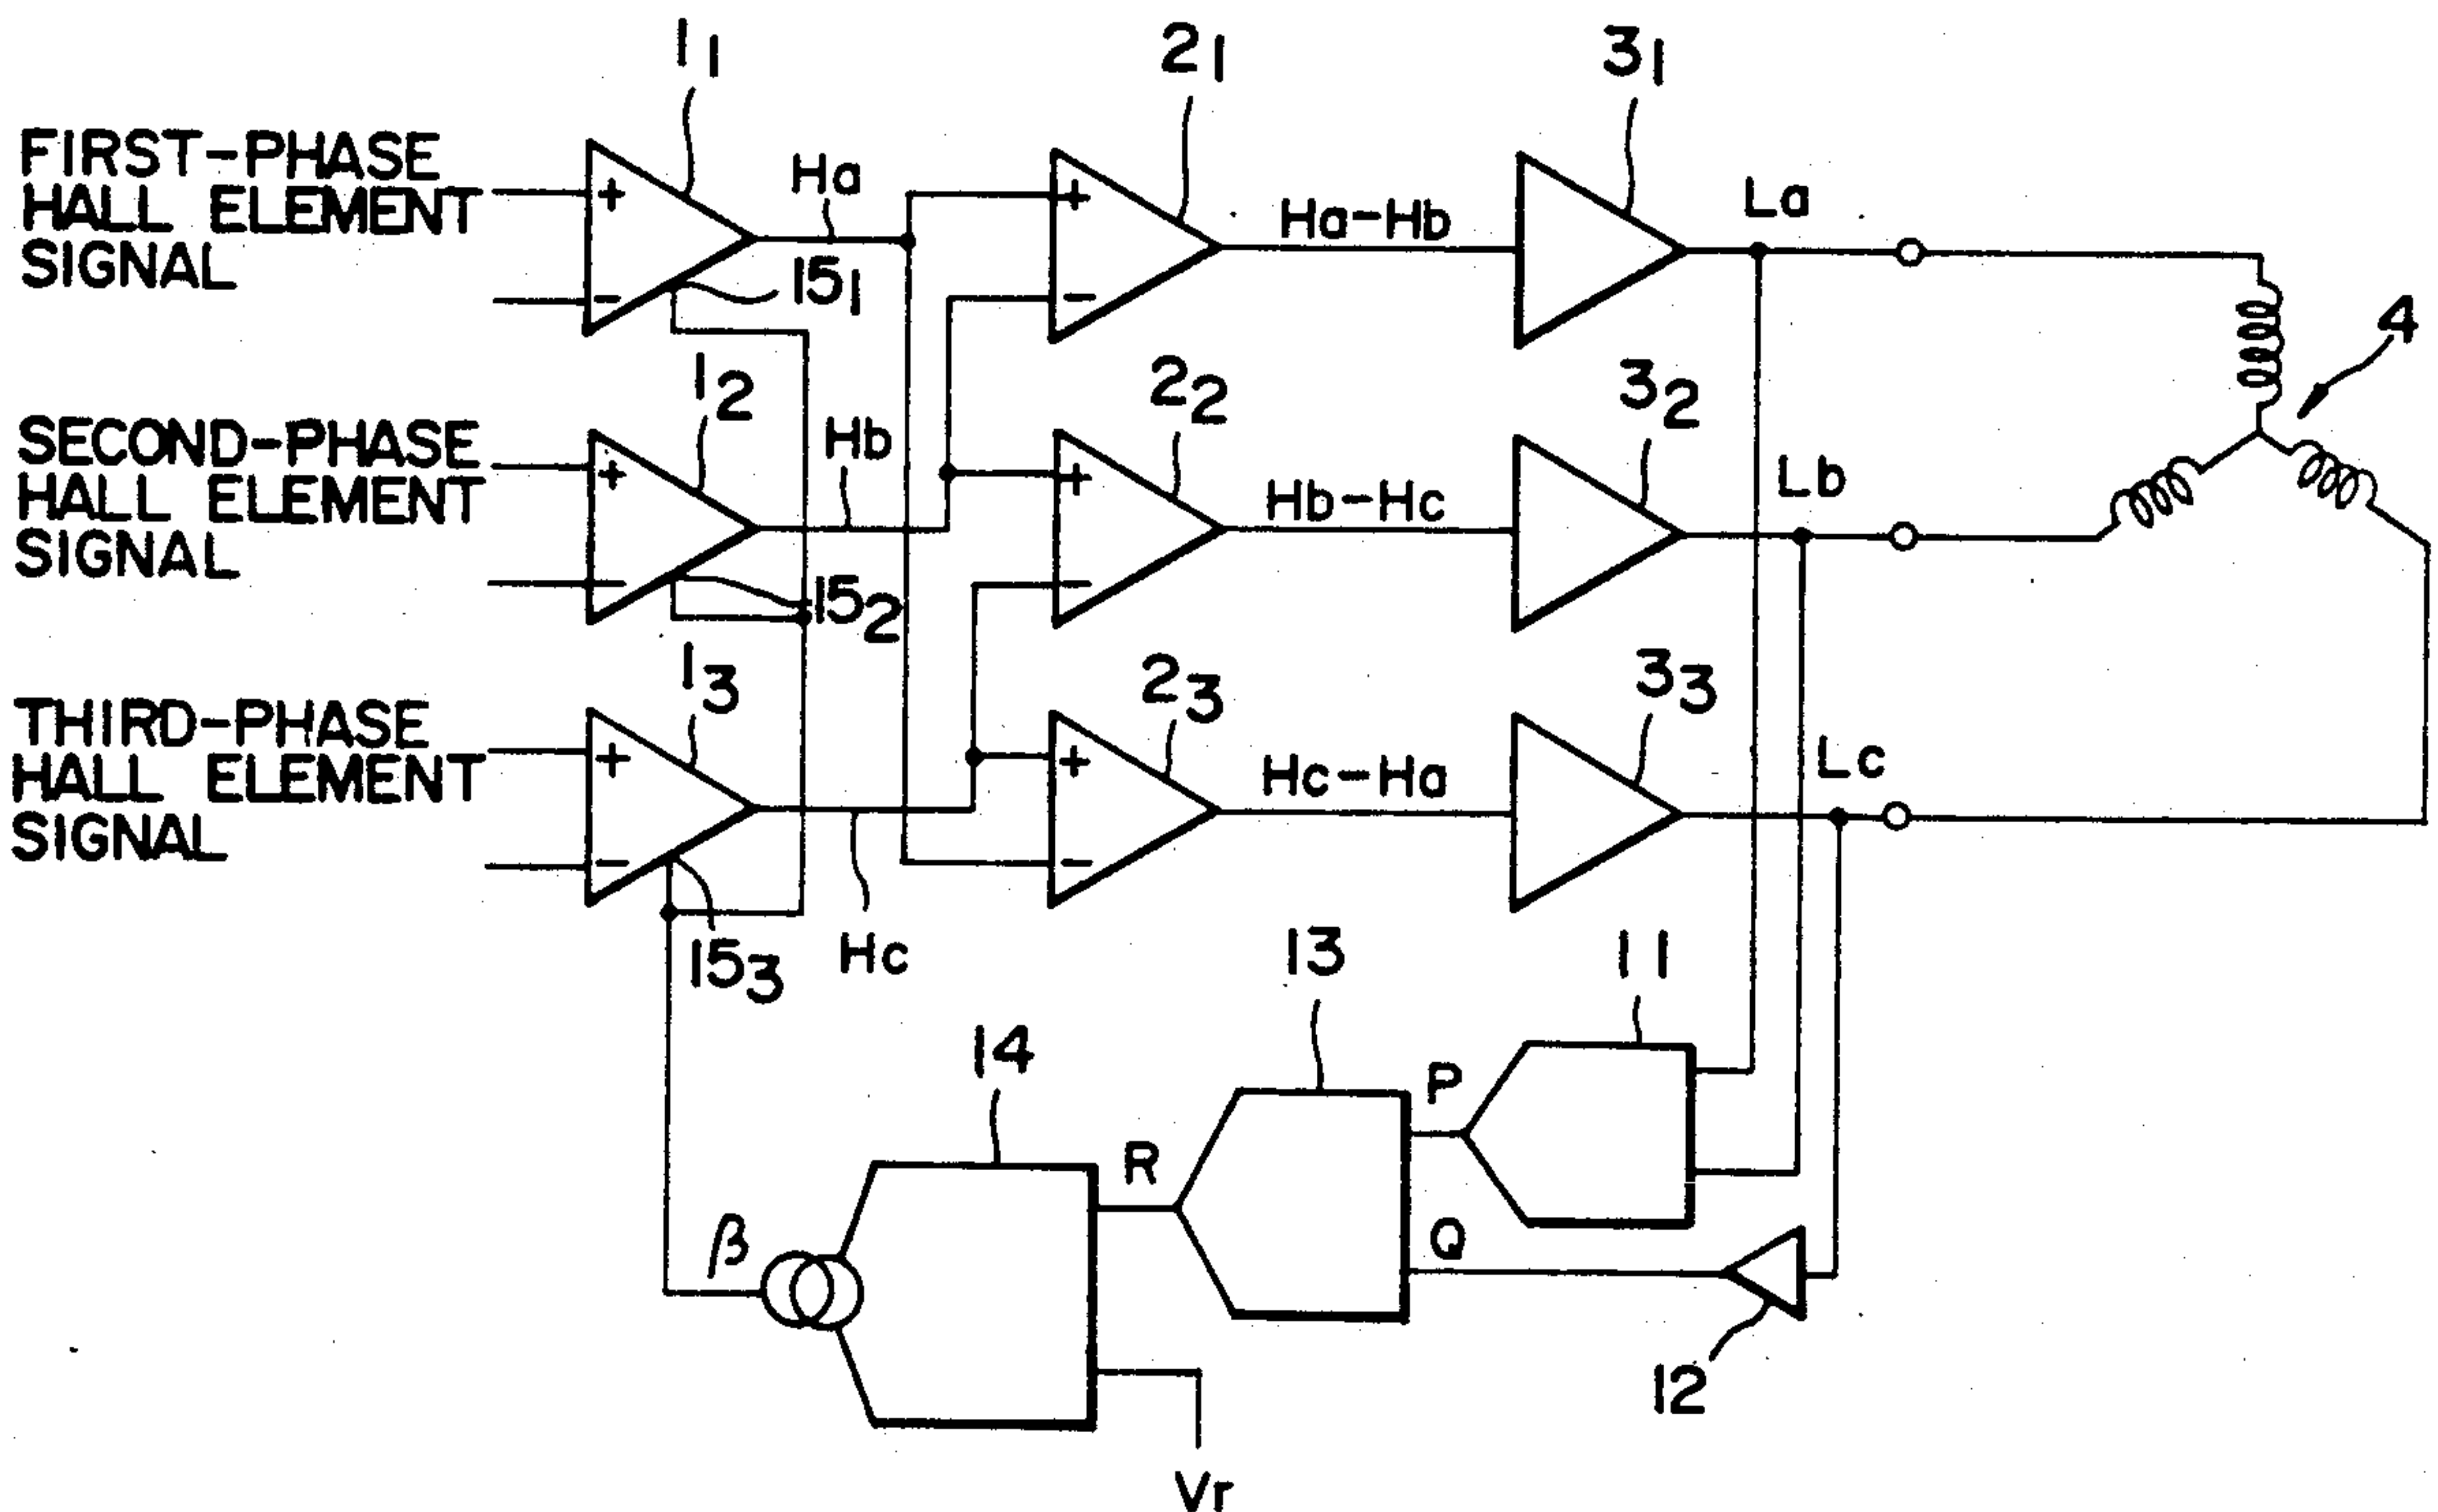 1₁
2₁
3₁
FIRST-PHASE
HALL ELEMENT
SIGNAL
+
−
Ha
15₁
+
−
Ha−Hb
La
4
1₂
2₂
3₂
SECOND-PHASE
HALL ELEMENT
SIGNAL
+
−
Hb
15₂
+
−
Hb−Hc
Lb
1₃
2₃
3₃
THIRD-PHASE
HALL ELEMENT
SIGNAL
+
−
Hc
15₃
+
−
Hc−Ha
Lc
13
11
14
P
R
Q
β
12
Vr